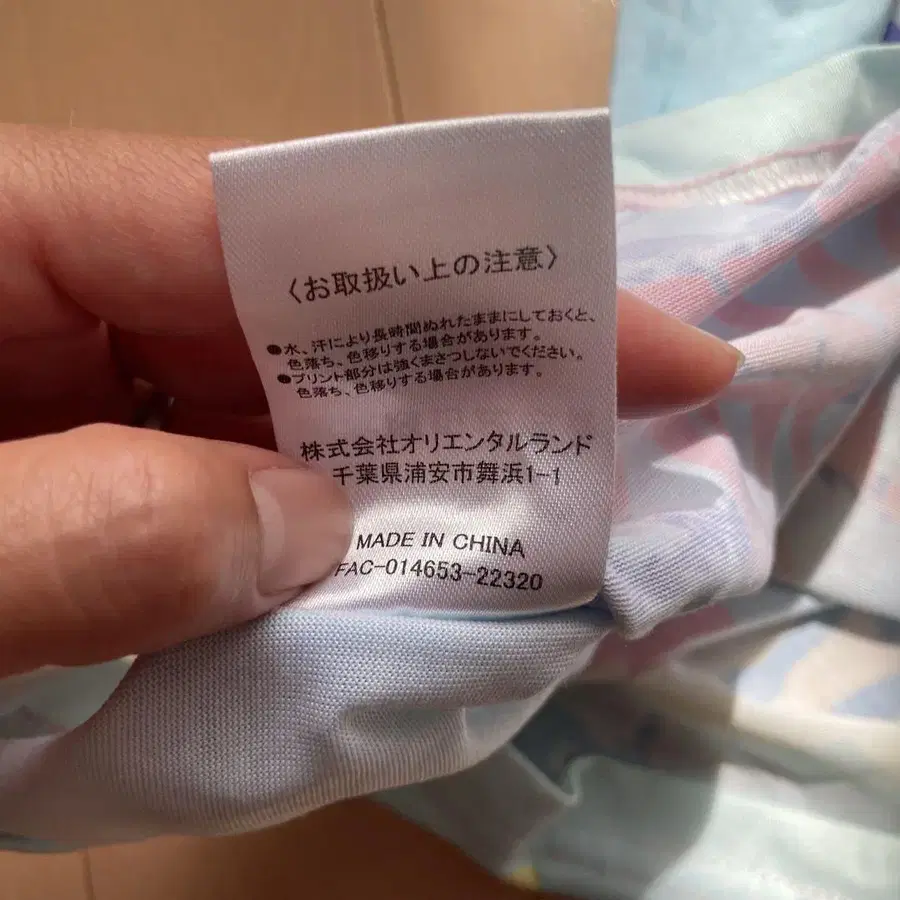 〈お取扱い上の注意〉
●水、汗により長時間ぬれたままにしておくと、
色落ち、色移りする場合があります。
●プリント部分は強くまさつしないでください。
色落ち、色移りする場合があります。
株式会社オリエンタルランド
千葉県浦安市舞浜1-1
MADE IN CHINA
FAC-014653-22320